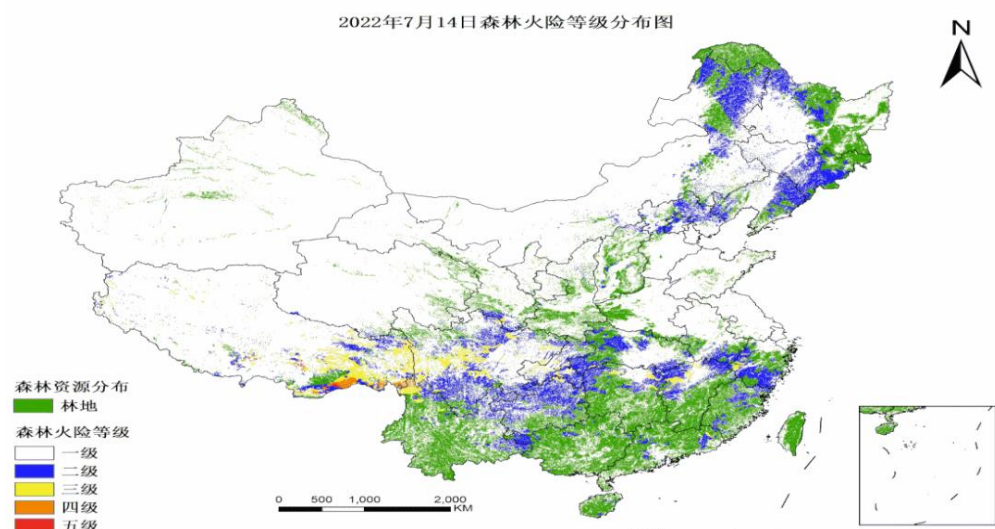 2022年7月14日森林火险等级分布图
N
森林资源分布
林地
森林火险等级
一级
二级
三级
四级
五级
0 500 1,000 2,000
KM